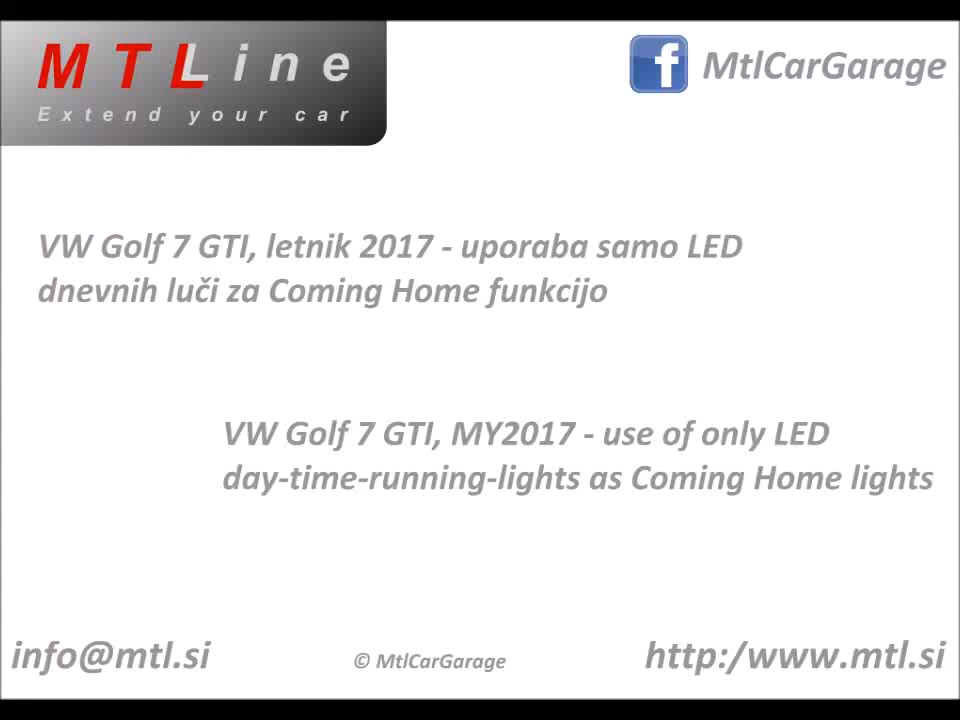 MTLLine
Extend your car
MtlCarGarage
VW Golf 7 GTI, letnik 2017 - uporaba samo LED
dnevnih luči za Coming Home funkcijo
VW Golf 7 GTI, MY2017 - use of only LED
day-time-running-lights as Coming Home lights
info@mtl.si
© MtlCarGarage
http:/www.mtl.si